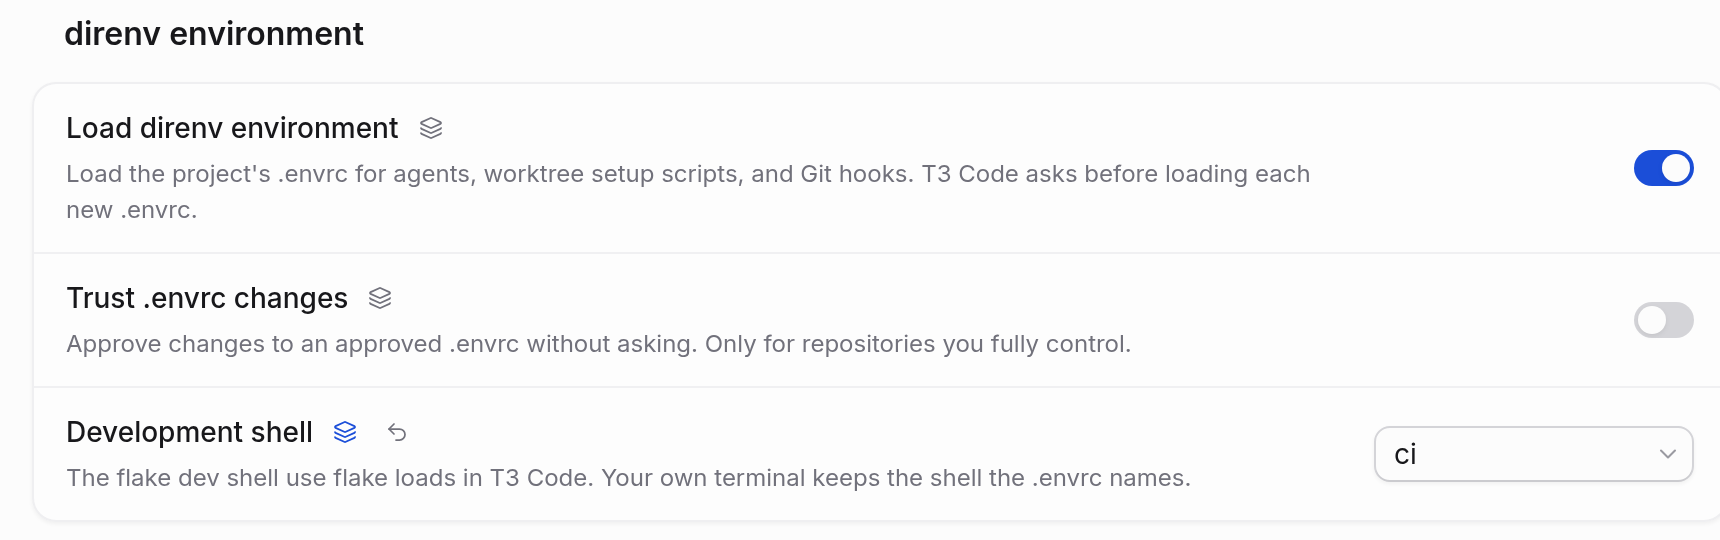 direnv environment
Load direnv environment
Load the project's .envrc for agents, worktree setup scripts, and Git hooks. T3 Code asks before loading each
new .envrc.
Trust .envrc changes
Approve changes to an approved .envrc without asking. Only for repositories you fully control.
Development shell
The flake dev shell use flake loads in T3 Code. Your own terminal keeps the shell the .envrc names.
ci